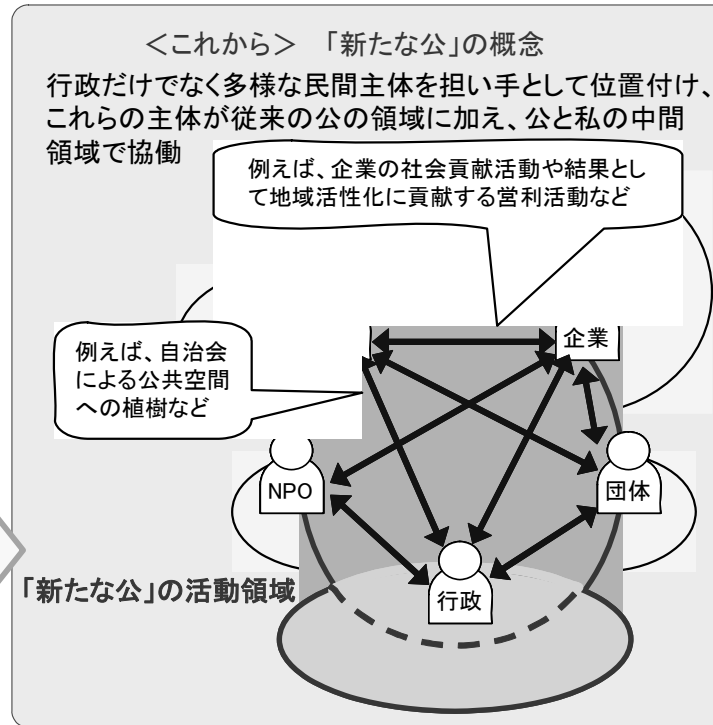 ＜これから＞　「新たな公」の概念
行政だけでなく多様な民間主体を担い手として位置付け、
これらの主体が従来の公の領域に加え、公と私の中間
領域で協働
例えば、企業の社会貢献活動や結果とし
て地域活性化に貢献する営利活動など
企業
例えば、自治会
による公共空間
への植樹など
NPO
団体
「新たな公」の活動領域
行政